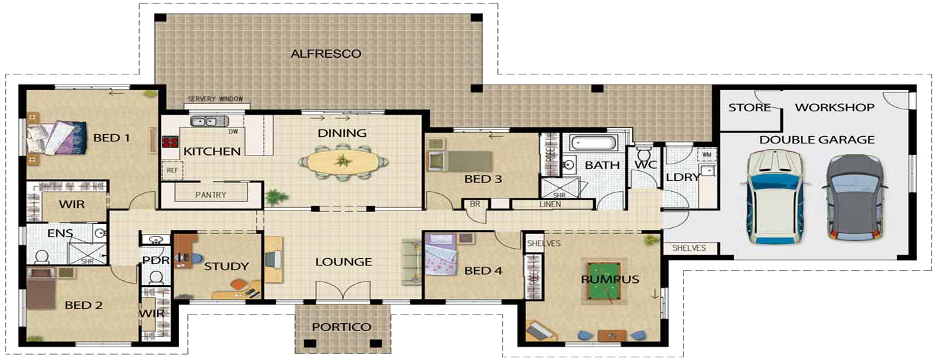 ALFRESCO
SERVERY WINDOW
STORE
WORKSHOP
BED 1
DW
DINING
DOUBLE GARAGE
KITCHEN
REF
BATH
WC
WM
BED 3
LDRY
SHR
PANTRY
WIR
BR
LINEN
ENS
SHR
PDR
STUDY
LOUNGE
BED 4
SHELVES
SHELVES
RUMPUS
BED 2
WIR
PORTICO